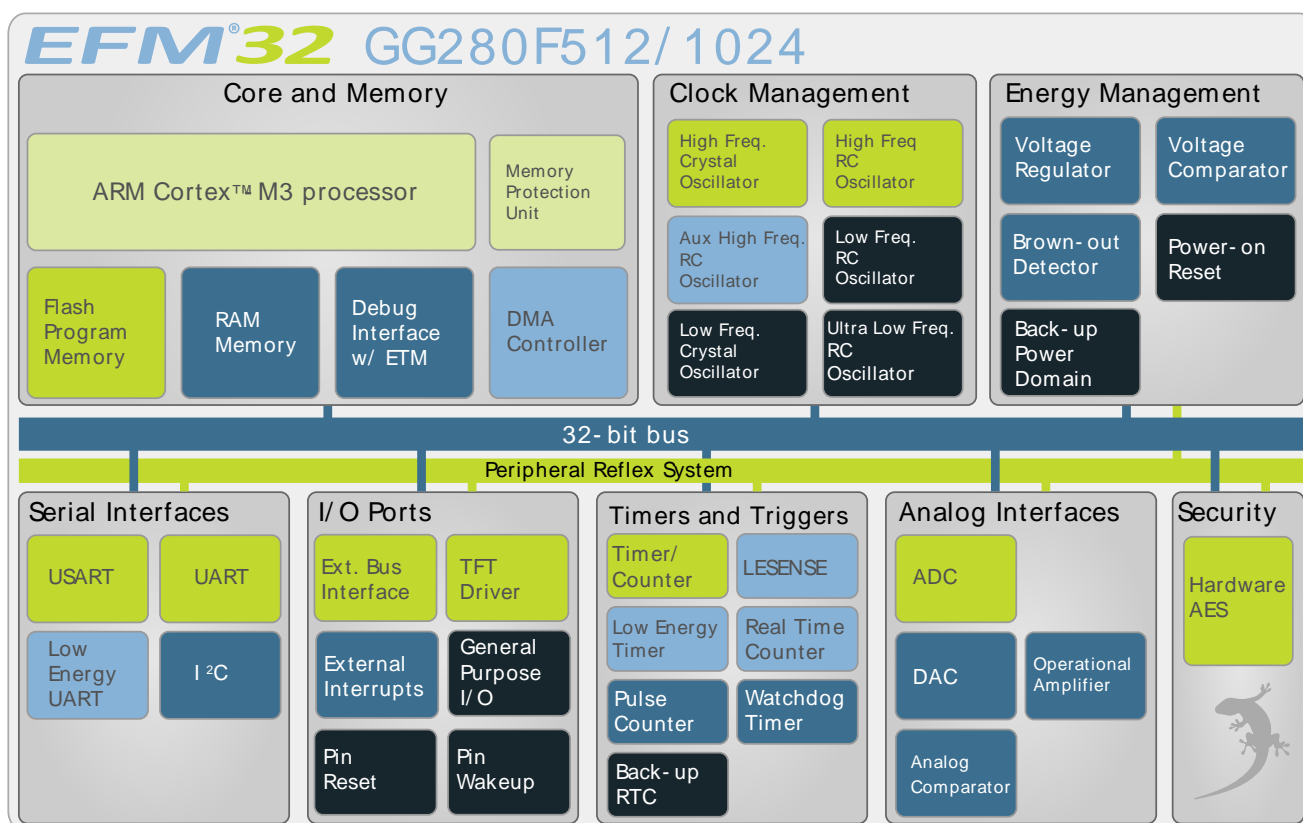 EFM®32 GG280F512/1024
Core and Memory
ARM Cortex™ M3 processor
Memory
Protection
Unit
Flash
Program
Memory
RAM
Memory
Debug
Interface
w/ ETM
DMA
Controller
Clock Management
High Freq.
Crystal
Oscillator
High Freq
RC
Oscillator
Aux High Freq.
RC
Oscillator
Low Freq.
RC
Oscillator
Low Freq.
Crystal
Oscillator
Ultra Low Freq.
RC
Oscillator
Energy Management
Voltage
Regulator
Voltage
Comparator
Brown-out
Detector
Power-on
Reset
Back-up
Power
Domain
32-bit bus
Peripheral Reflex System
Serial Interfaces
USART
UART
Low
Energy
UART
I²C
I/O Ports
Ext. Bus
Interface
TFT
Driver
External
Interrupts
General
Purpose
I/O
Pin
Reset
Pin
Wakeup
Timers and Triggers
Timer/
Counter
LESENSE
Low Energy
Timer
Real Time
Counter
Pulse
Counter
Watchdog
Timer
Back-up
RTC
Analog Interfaces
ADC
DAC
Operational
Amplifier
Analog
Comparator
Security
Hardware
AES